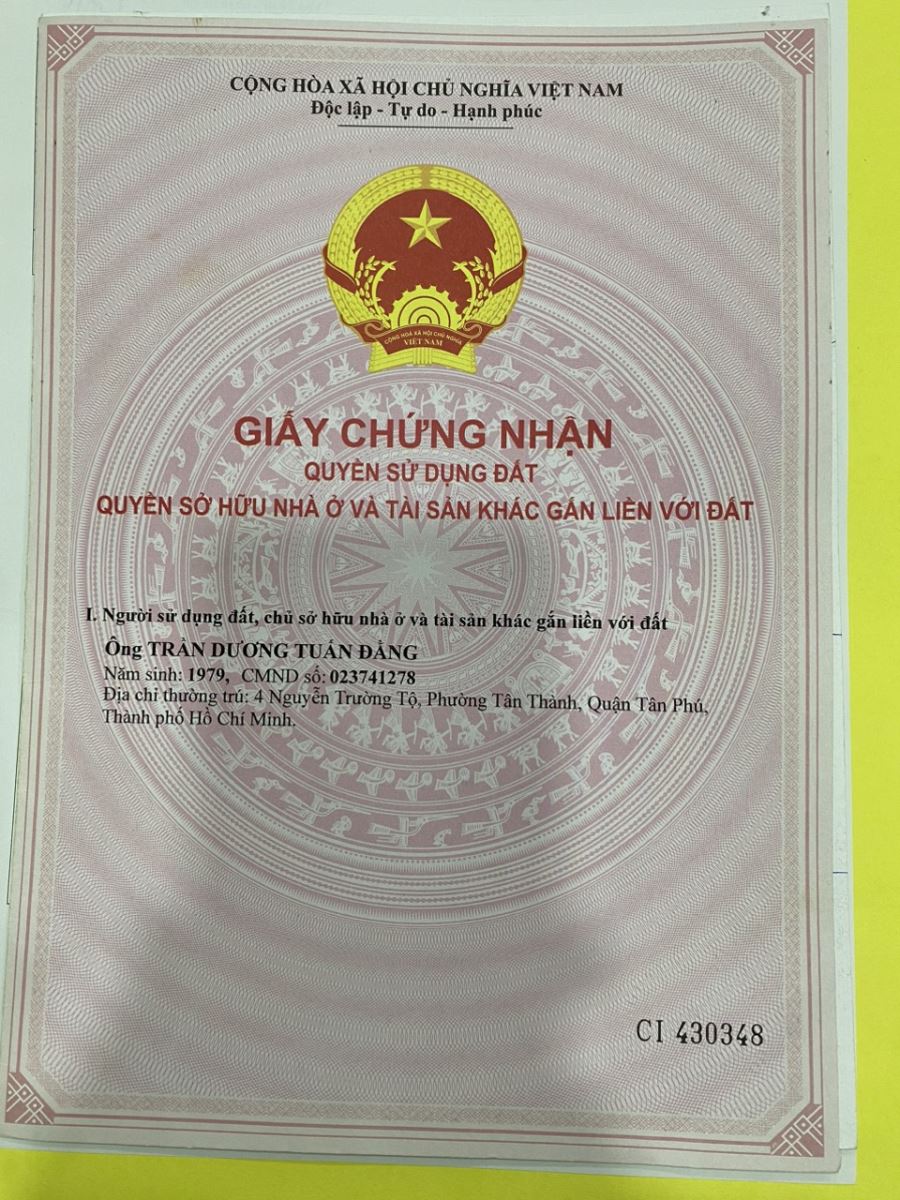 CỘNG HÒA XÃ HỘI CHỦ NGHĨA VIỆT NAM
Độc lập - Tự do - Hạnh phúc
CỘNG HOÀ XÃ HỘI CHỦ NGHĨA
VIỆT NAM
GIẤY CHỨNG NHẬN
QUYỀN SỬ DỤNG ĐẤT
QUYỀN SỞ HỮU NHÀ Ở VÀ TÀI SẢN KHÁC GẮN LIỀN VỚI ĐẤT
I. Người sử dụng đất, chủ sở hữu nhà ở và tài sản khác gắn liền với đất
Ông TRẦN DƯƠNG TUẤN ĐẰNG
Năm sinh: 1979, CMND số: 023741278
Địa chỉ thường trú: 4 Nguyễn Trường Tộ, Phường Tân Thành, Quận Tân Phú,
Thành phố Hồ Chí Minh.
CI 430348